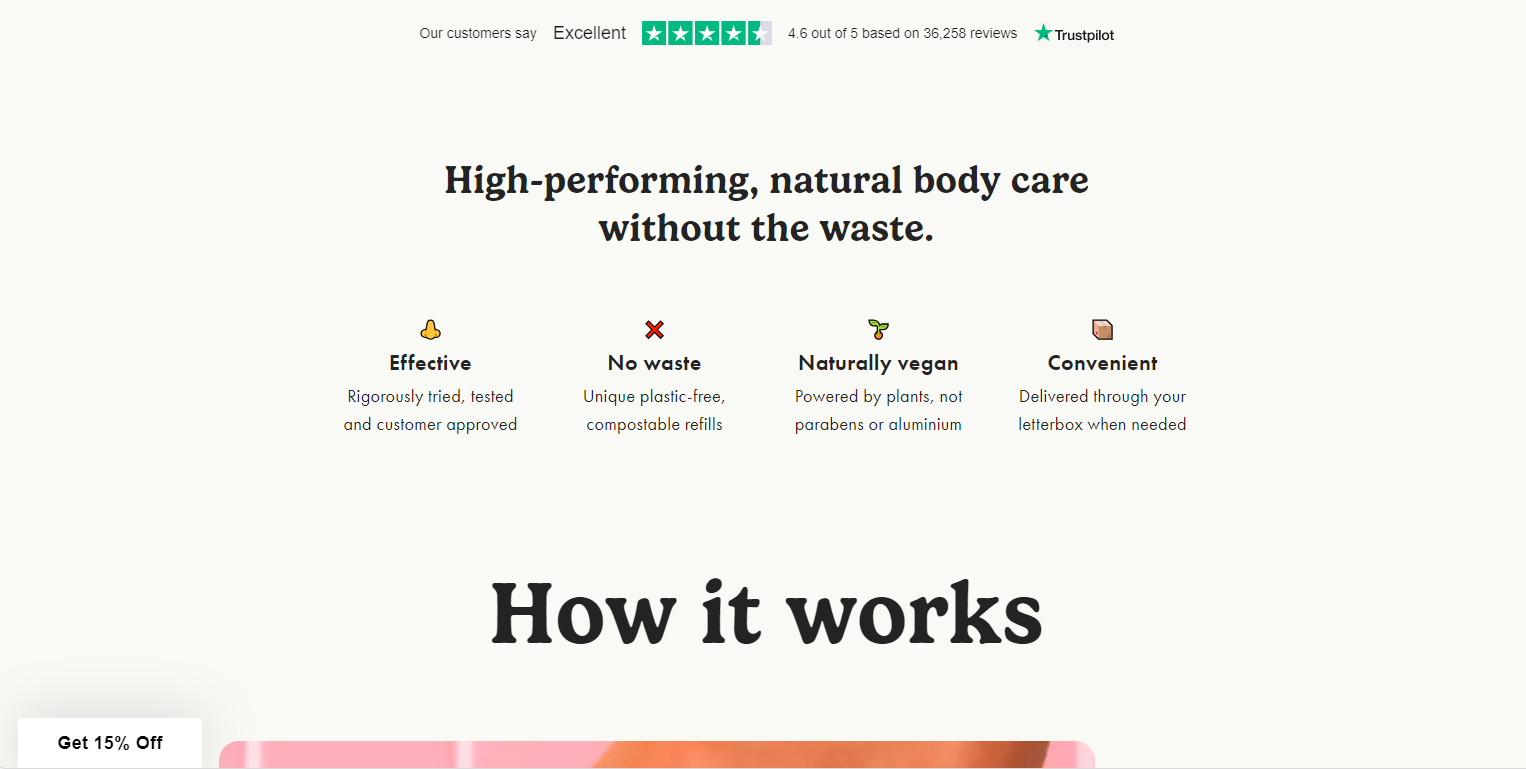 Our customers say Excellent 4.6 out of 5 based on 36,258 reviews Trustpilot
High-performing, natural body care
without the waste.
Effective
Rigorously tried, tested
and customer approved
No waste
Unique plastic-free,
compostable refills
Naturally vegan
Powered by plants, not
parabens or aluminium
Convenient
Delivered through your
letterbox when needed
How it works
Get 15% Off